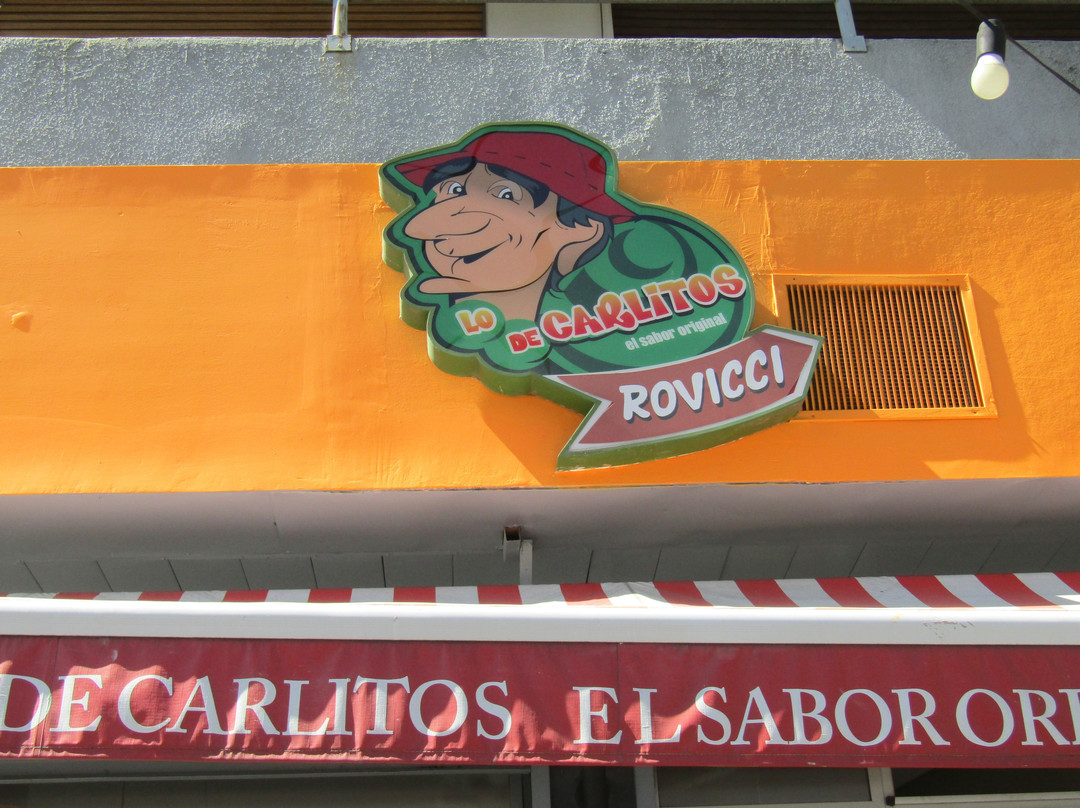 LO DE CARLITOS
el sabor original
ROVICCI
DE CARLITOS EL SABOR ORI